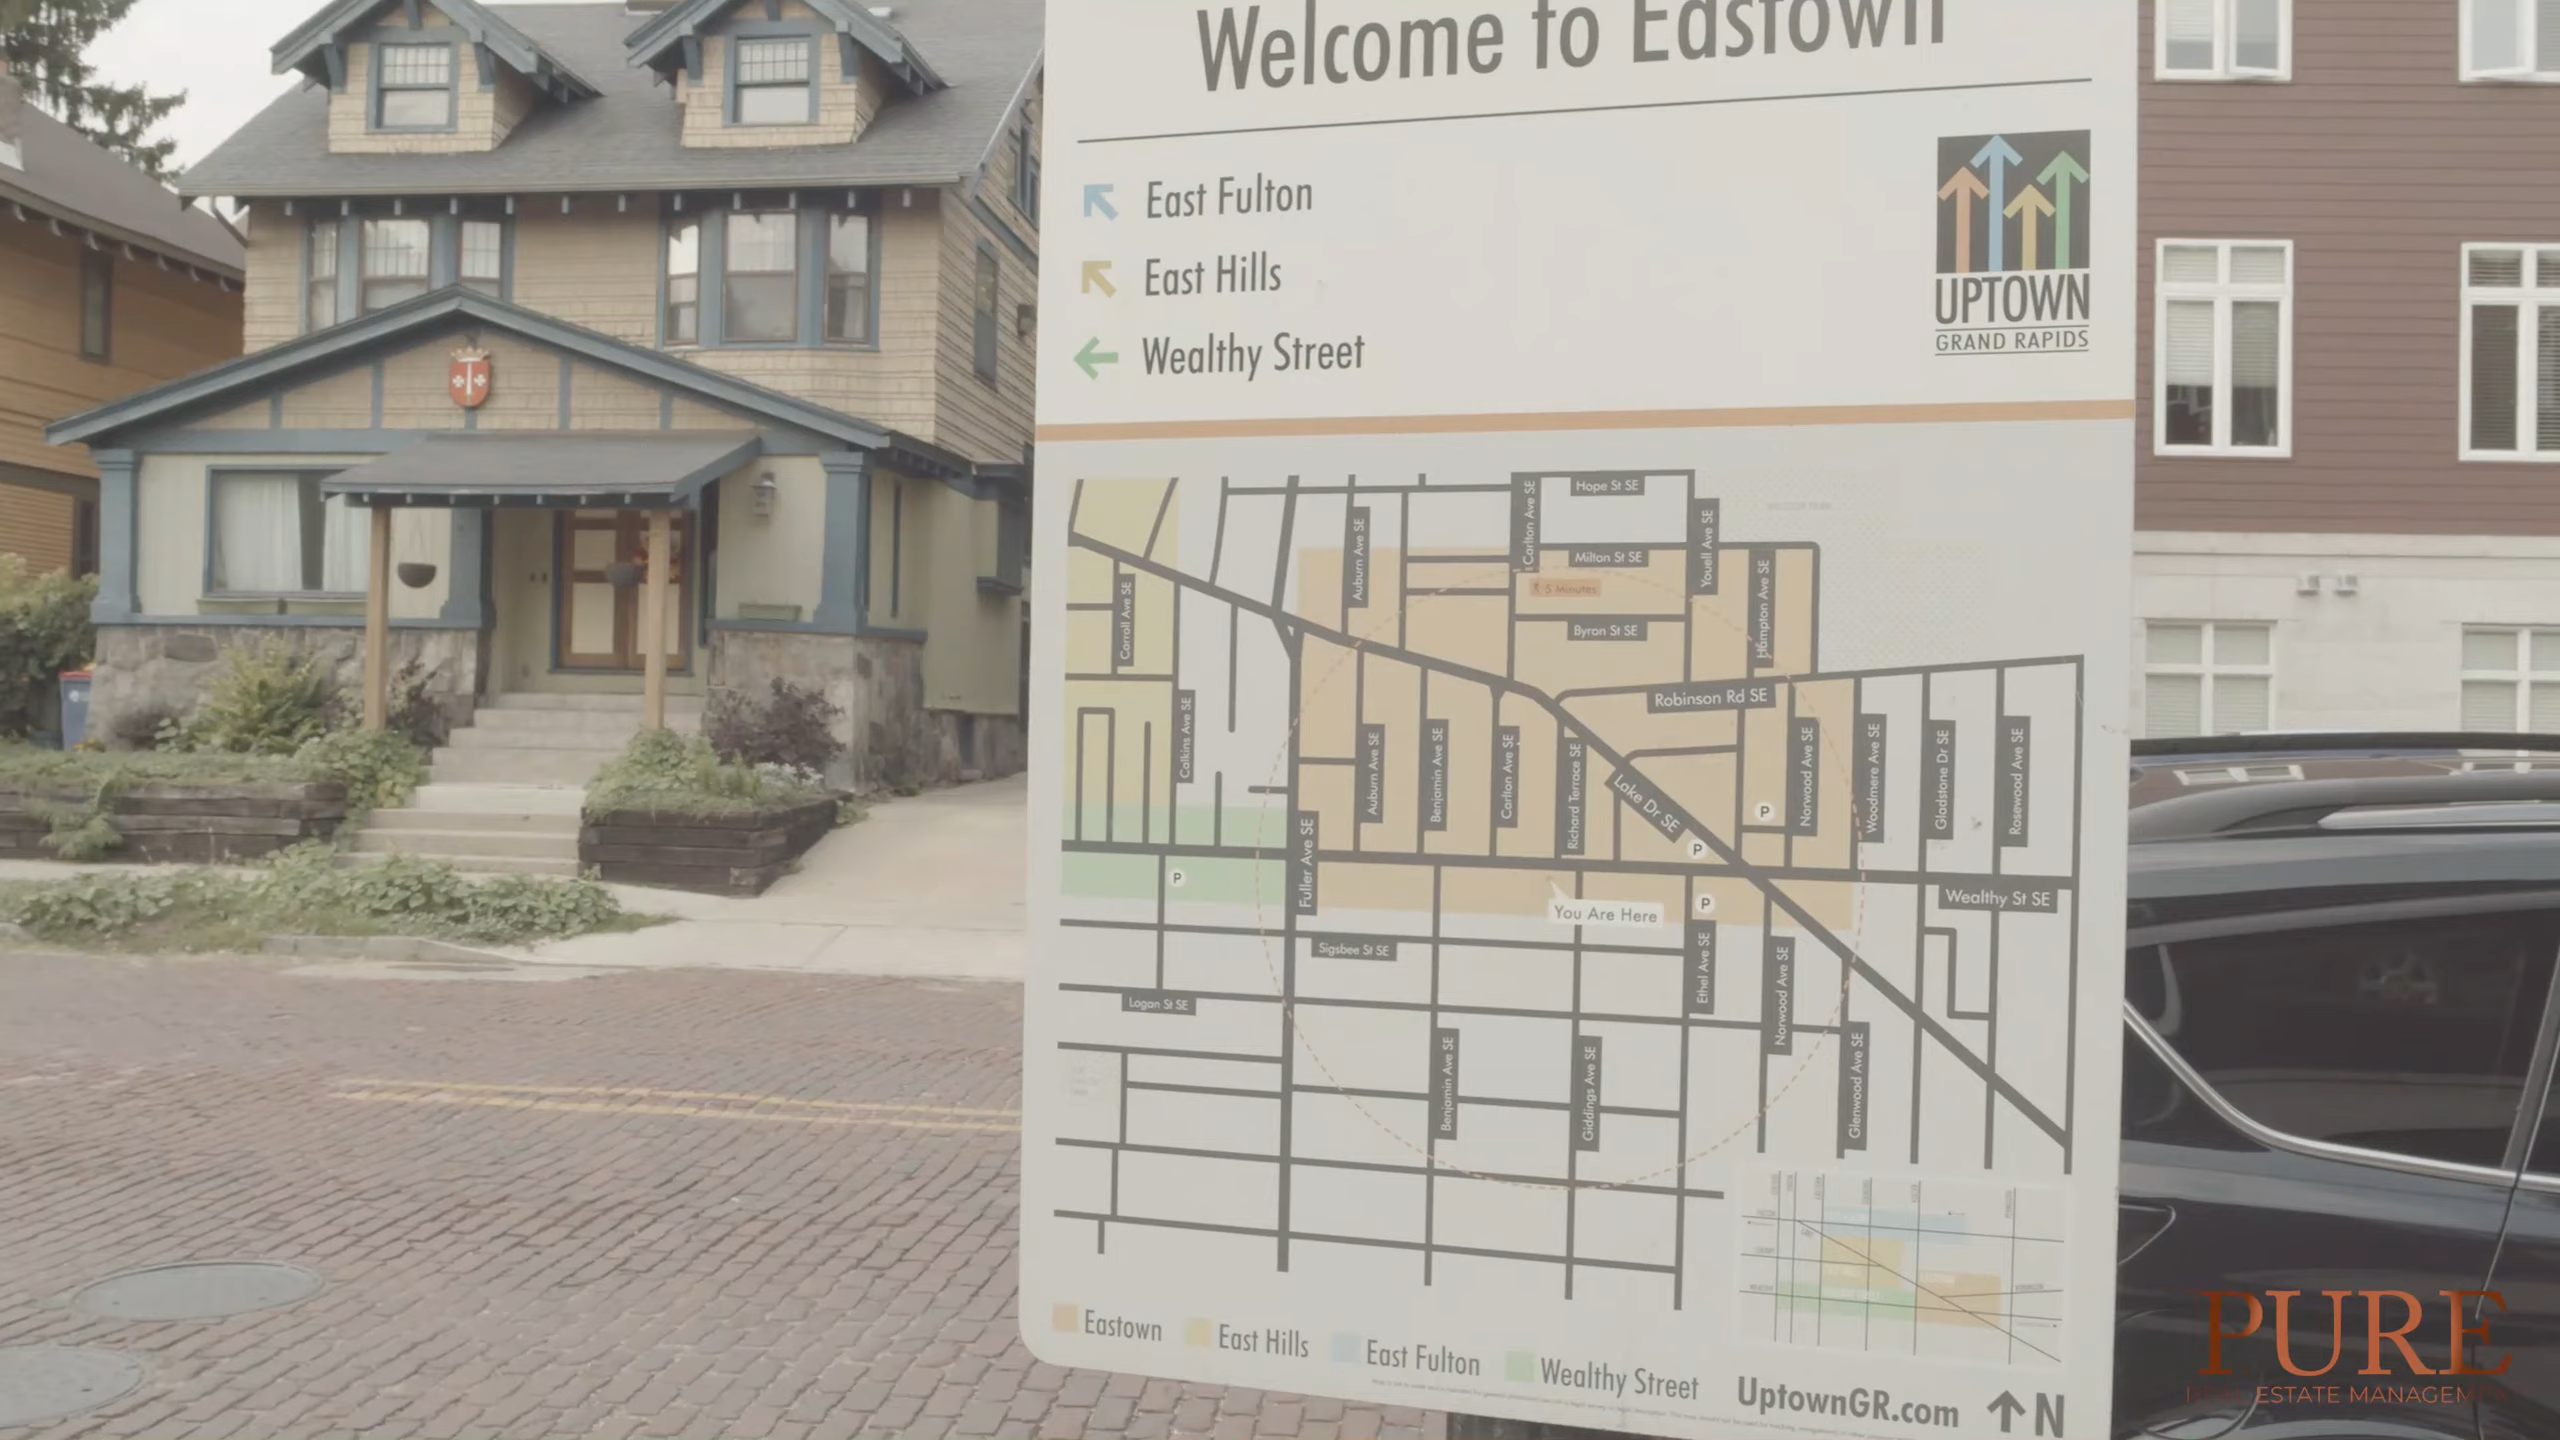 Welcome to Eastown
East Fulton
East Hills
Wealthy Street
UPTOWN
GRAND RAPIDS
Hope St SE
Carlton Ave SE
Auburn Ave SE
Youell Ave SE
Milton St SE
Hampton Ave SE
5 Minutes
Carroll Ave SE
Byron St SE
Robinson Rd SE
Calkins Ave SE
Auburn Ave SE
Benjamin Ave SE
Carlton Ave SE
Richard Terrace SE
Lake Dr SE
Norwood Ave SE
Woodmere Ave SE
Gladstone Dr SE
Rosewood Ave SE
P
P
Fuller Ave SE
P
Wealthy St SE
P
You Are Here
Sigsbee St SE
Ethel Ave SE
Norwood Ave SE
Logan St SE
Benjamin Ave SE
Giddings Ave SE
Glenwood Ave SE
Eastown
East Hills
East Fulton
Wealthy Street
UptownGR.com
N
PURE
REAL ESTATE MANAGEMENT